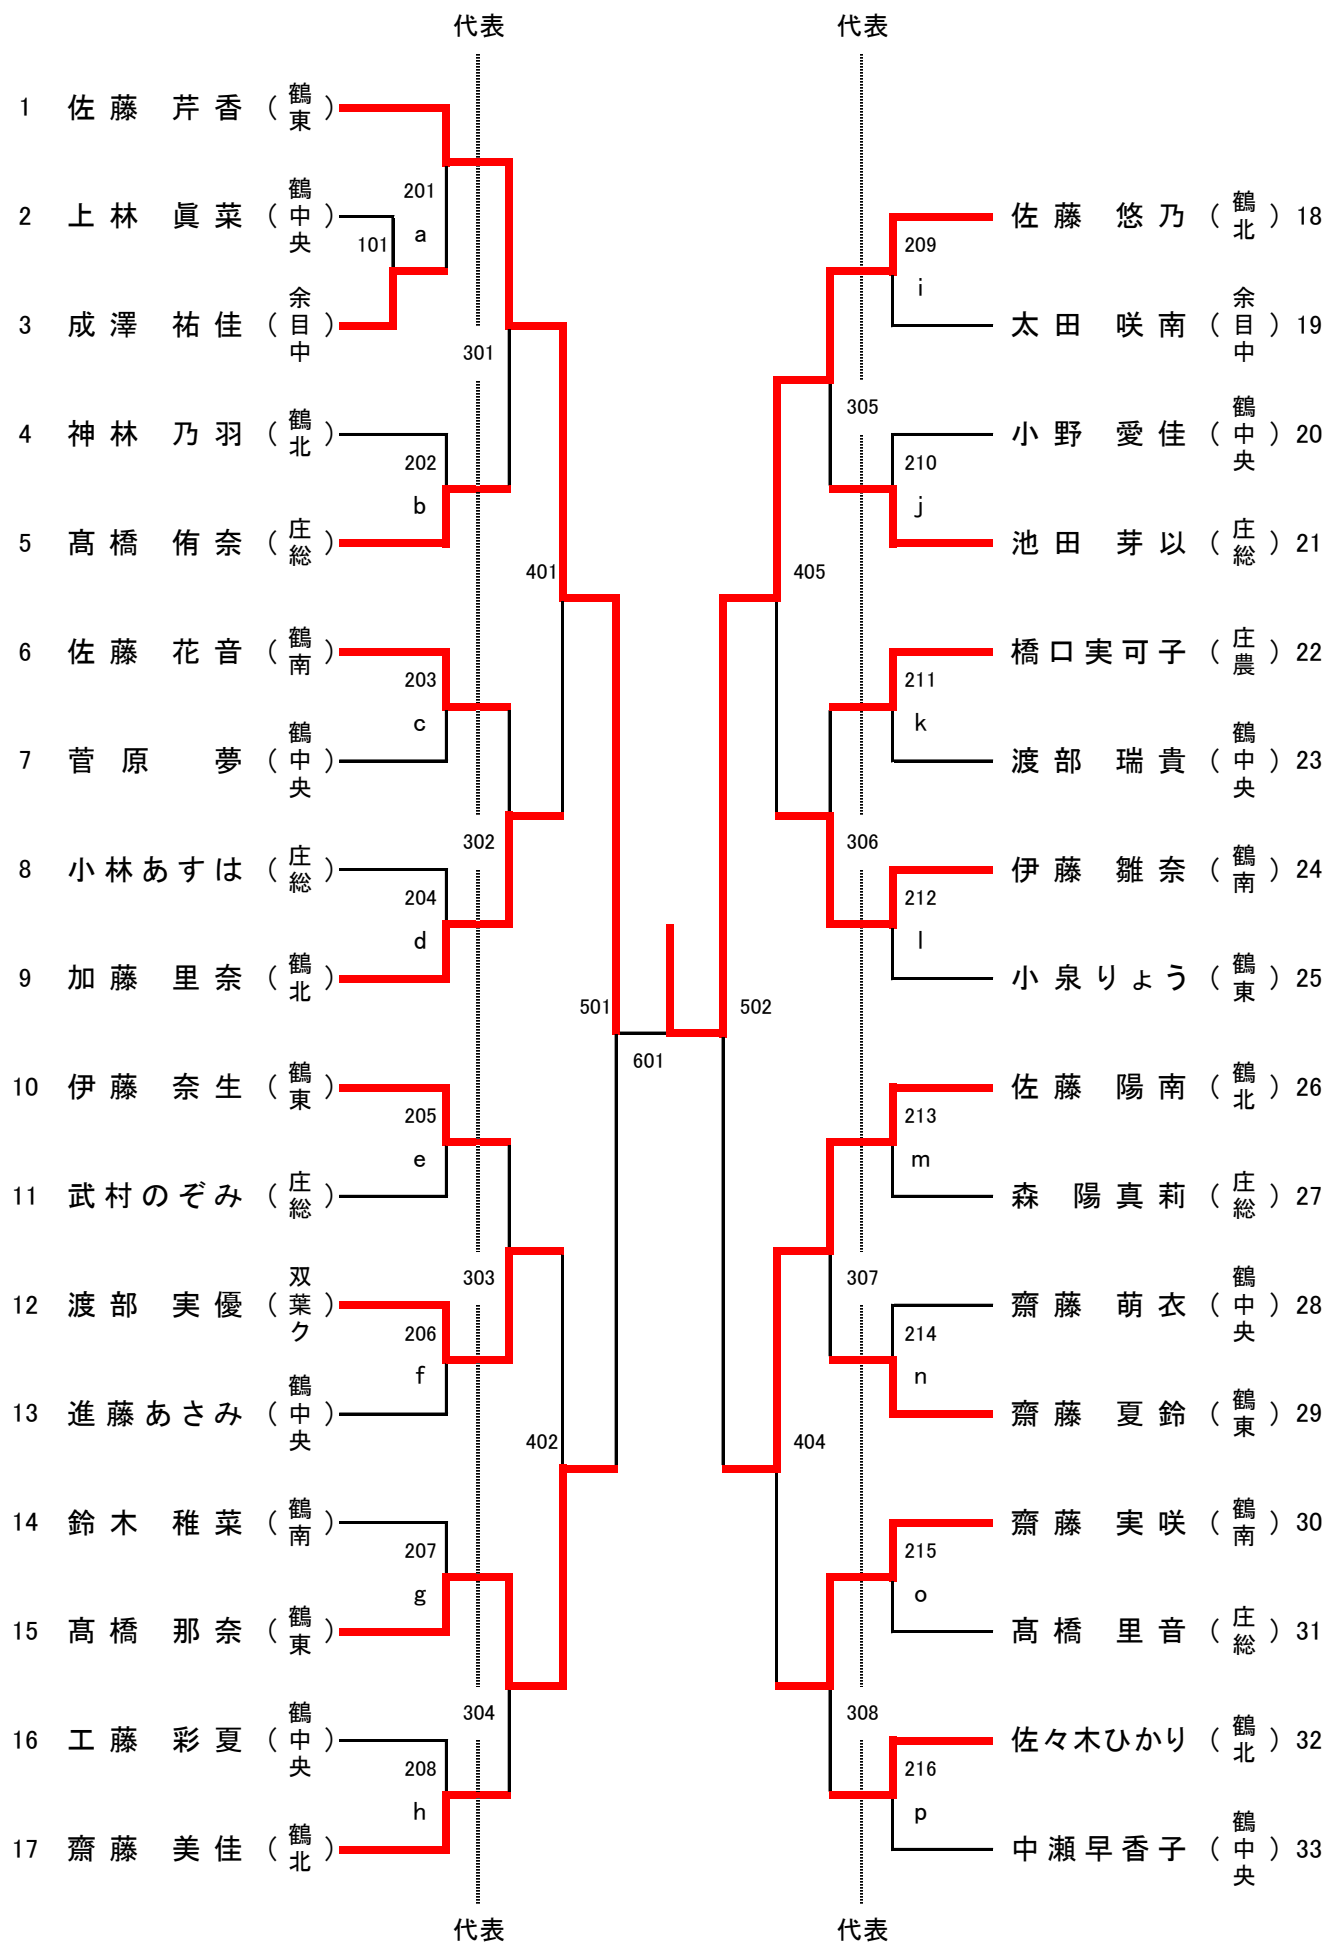 代表 代表
1 佐藤 芹香 (鶴東)
2 上林 眞菜 (鶴中央)
3 成澤 祐佳 (余目中)
4 神林 乃羽 (鶴北)
5 髙橋 侑奈 (庄総)
6 佐藤 花音 (鶴南)
7 菅原 夢 (鶴中央)
8 小林あすは (庄総)
9 加藤 里奈 (鶴北)
10 伊藤 奈生 (鶴東)
11 武村のぞみ (庄総)
12 渡部 実優 (双葉ク)
13 進藤あさみ (鶴中央)
14 鈴木 稚菜 (鶴南)
15 髙橋 那奈 (鶴東)
16 工藤 彩夏 (鶴中央)
17 齋藤 美佳 (鶴北)
101
201
a
202
b
203
c
204
d
205
e
206
f
207
g
208
h
301
302
303
304
401
402
501
601
502
405
404
305
306
307
308
209
i
210
j
211
k
212
l
213
m
214
n
215
o
216
p
佐藤 悠乃 (鶴北) 18
太田 咲南 (余目中) 19
小野 愛佳 (鶴中央) 20
池田 芽以 (庄総) 21
橋口実可子 (庄農) 22
渡部 瑞貴 (鶴中央) 23
伊藤 雛奈 (鶴南) 24
小泉りょう (鶴東) 25
佐藤 陽南 (鶴北) 26
森 陽真莉 (庄総) 27
齋藤 萌衣 (鶴中央) 28
齋藤 夏鈴 (鶴東) 29
齋藤 実咲 (鶴南) 30
髙橋 里音 (庄総) 31
佐々木ひかり (鶴北) 32
中瀬早香子 (鶴中央) 33
代表 代表